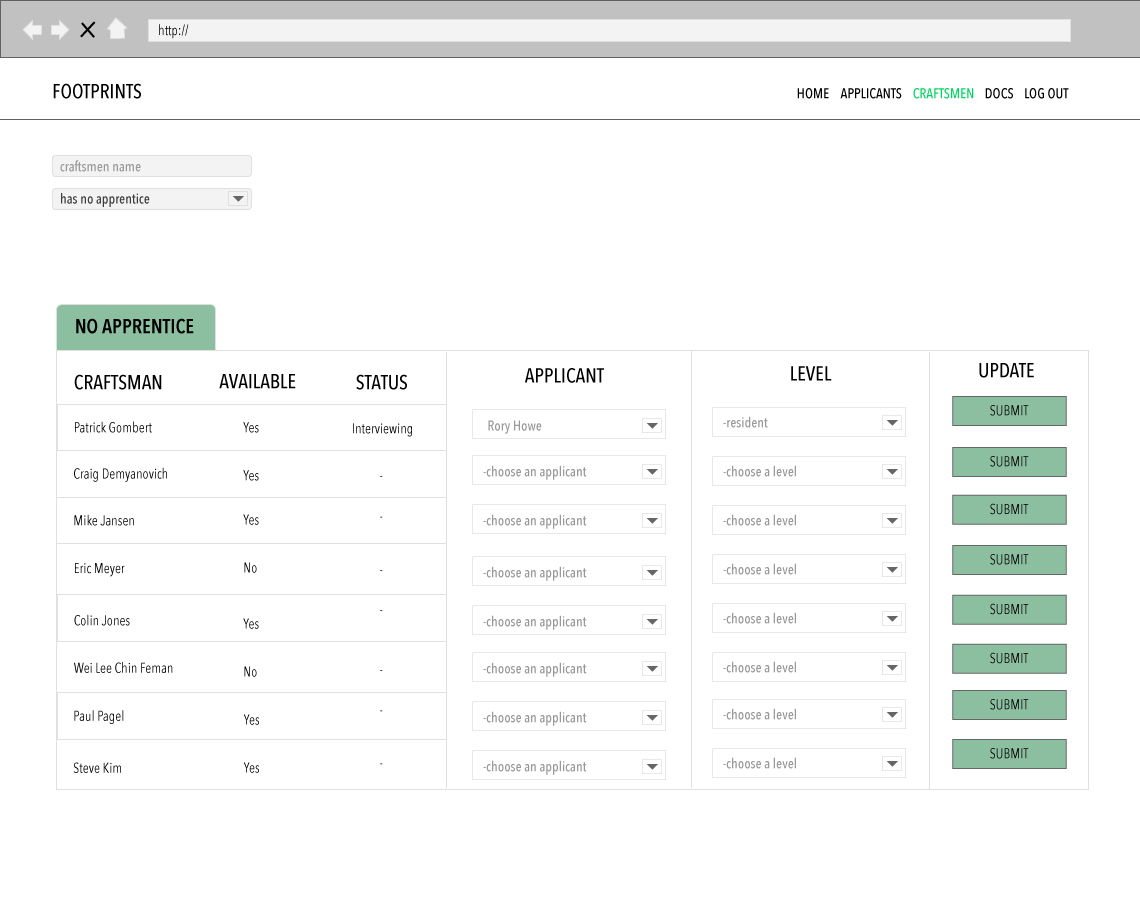 http://
FOOTPRINTS
HOME APPLICANTS CRAFTSMEN DOCS LOG OUT
craftsmen name
has no apprentice
NO APPRENTICE
CRAFTSMAN AVAILABLE STATUS APPLICANT LEVEL UPDATE
Patrick Gombert Yes Interviewing Rory Howe -resident SUBMIT
Craig Demyanovich Yes - -choose an applicant -choose a level SUBMIT
Mike Jansen Yes - -choose an applicant -choose a level SUBMIT
Eric Meyer No - -choose an applicant -choose a level SUBMIT
Colin Jones Yes - -choose an applicant -choose a level SUBMIT
Wei Lee Chin Feman No - -choose an applicant -choose a level SUBMIT
Paul Pagel Yes - -choose an applicant -choose a level SUBMIT
Steve Kim Yes - -choose an applicant -choose a level SUBMIT